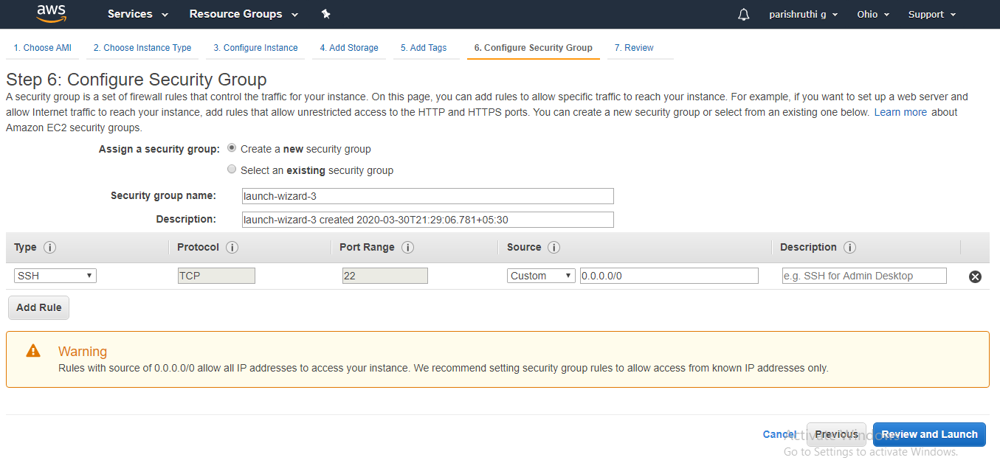 aws Services Resource Groups parishruthi g Ohio Support
1. Choose AMI 2. Choose Instance Type 3. Configure Instance 4. Add Storage 5. Add Tags 6. Configure Security Group 7. Review
Step 6: Configure Security Group
A security group is a set of firewall rules that control the traffic for your instance. On this page, you can add rules to allow specific traffic to reach your instance. For example, if you want to set up a web server and
allow Internet traffic to reach your instance, add rules that allow unrestricted access to the HTTP and HTTPS ports. You can create a new security group or select from an existing one below. Learn more about
Amazon EC2 security groups.
Assign a security group: Create a new security group
Select an existing security group
Security group name: launch-wizard-3
Description: launch-wizard-3 created 2020-03-30T21:29:06.781+05:30
Type i Protocol i Port Range i Source i Description i
SSH TCP 22 Custom 0.0.0.0/0 e.g. SSH for Admin Desktop
Add Rule
Warning
Rules with source of 0.0.0.0/0 allow all IP addresses to access your instance. We recommend setting security group rules to allow access from known IP addresses only.
Cancel Previous Review and Launch
Activate Windows
Go to Settings to activate Windows.